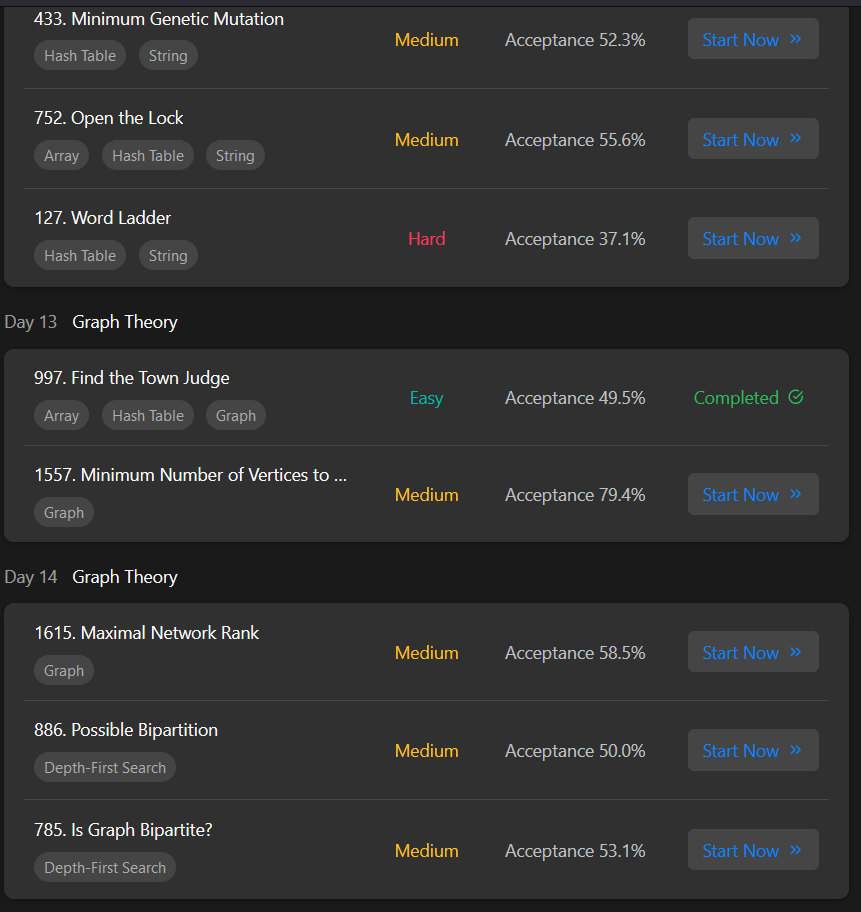 433. Minimum Genetic Mutation
Medium Acceptance 52.3% Start Now »
Hash Table String
752. Open the Lock
Medium Acceptance 55.6% Start Now »
Array Hash Table String
127. Word Ladder
Hard Acceptance 37.1% Start Now »
Hash Table String
Day 13 Graph Theory
997. Find the Town Judge
Easy Acceptance 49.5% Completed
Array Hash Table Graph
1557. Minimum Number of Vertices to ...
Medium Acceptance 79.4% Start Now »
Graph
Day 14 Graph Theory
1615. Maximal Network Rank
Medium Acceptance 58.5% Start Now »
Graph
886. Possible Bipartition
Medium Acceptance 50.0% Start Now »
Depth-First Search
785. Is Graph Bipartite?
Medium Acceptance 53.1% Start Now »
Depth-First Search